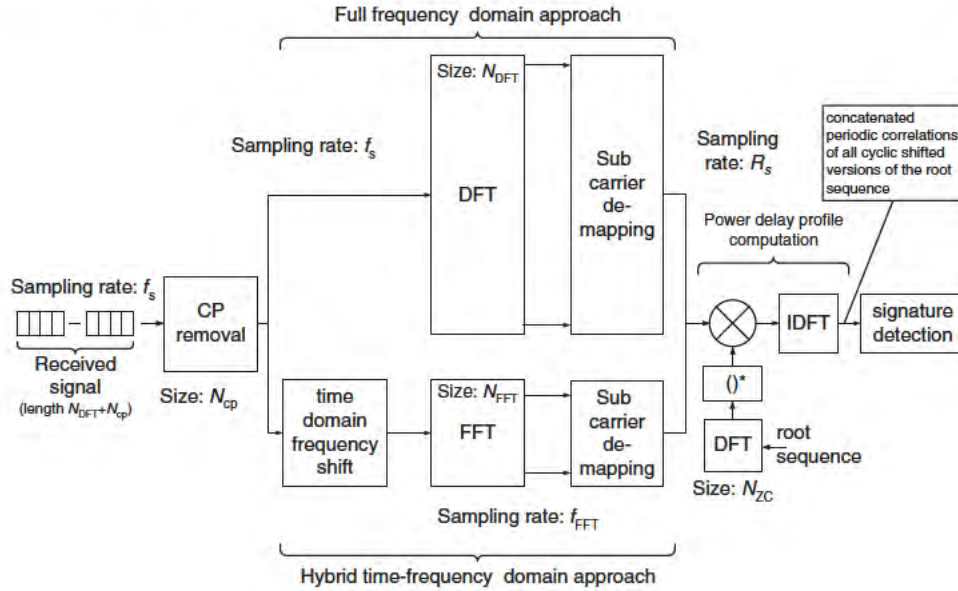 Full frequency domain approach
Size: N_DFT
Sampling rate: f_s
DFT
Sub
carrier
de-
mapping
Sampling
rate: R_s
concatenated
periodic correlations
of all cyclic shifted
versions of the root
sequence
Power delay profile
computation
Sampling rate: f_s
CP
removal
Received
signal
(length N_DFT+N_cp)
Size: N_cp
time
domain
frequency
shift
Size: N_FFT
FFT
Sub
carrier
de-
mapping
IDFT
signature
detection
()*
DFT
root
sequence
Size: N_ZC
Sampling rate: f_FFT
Hybrid time-frequency domain approach